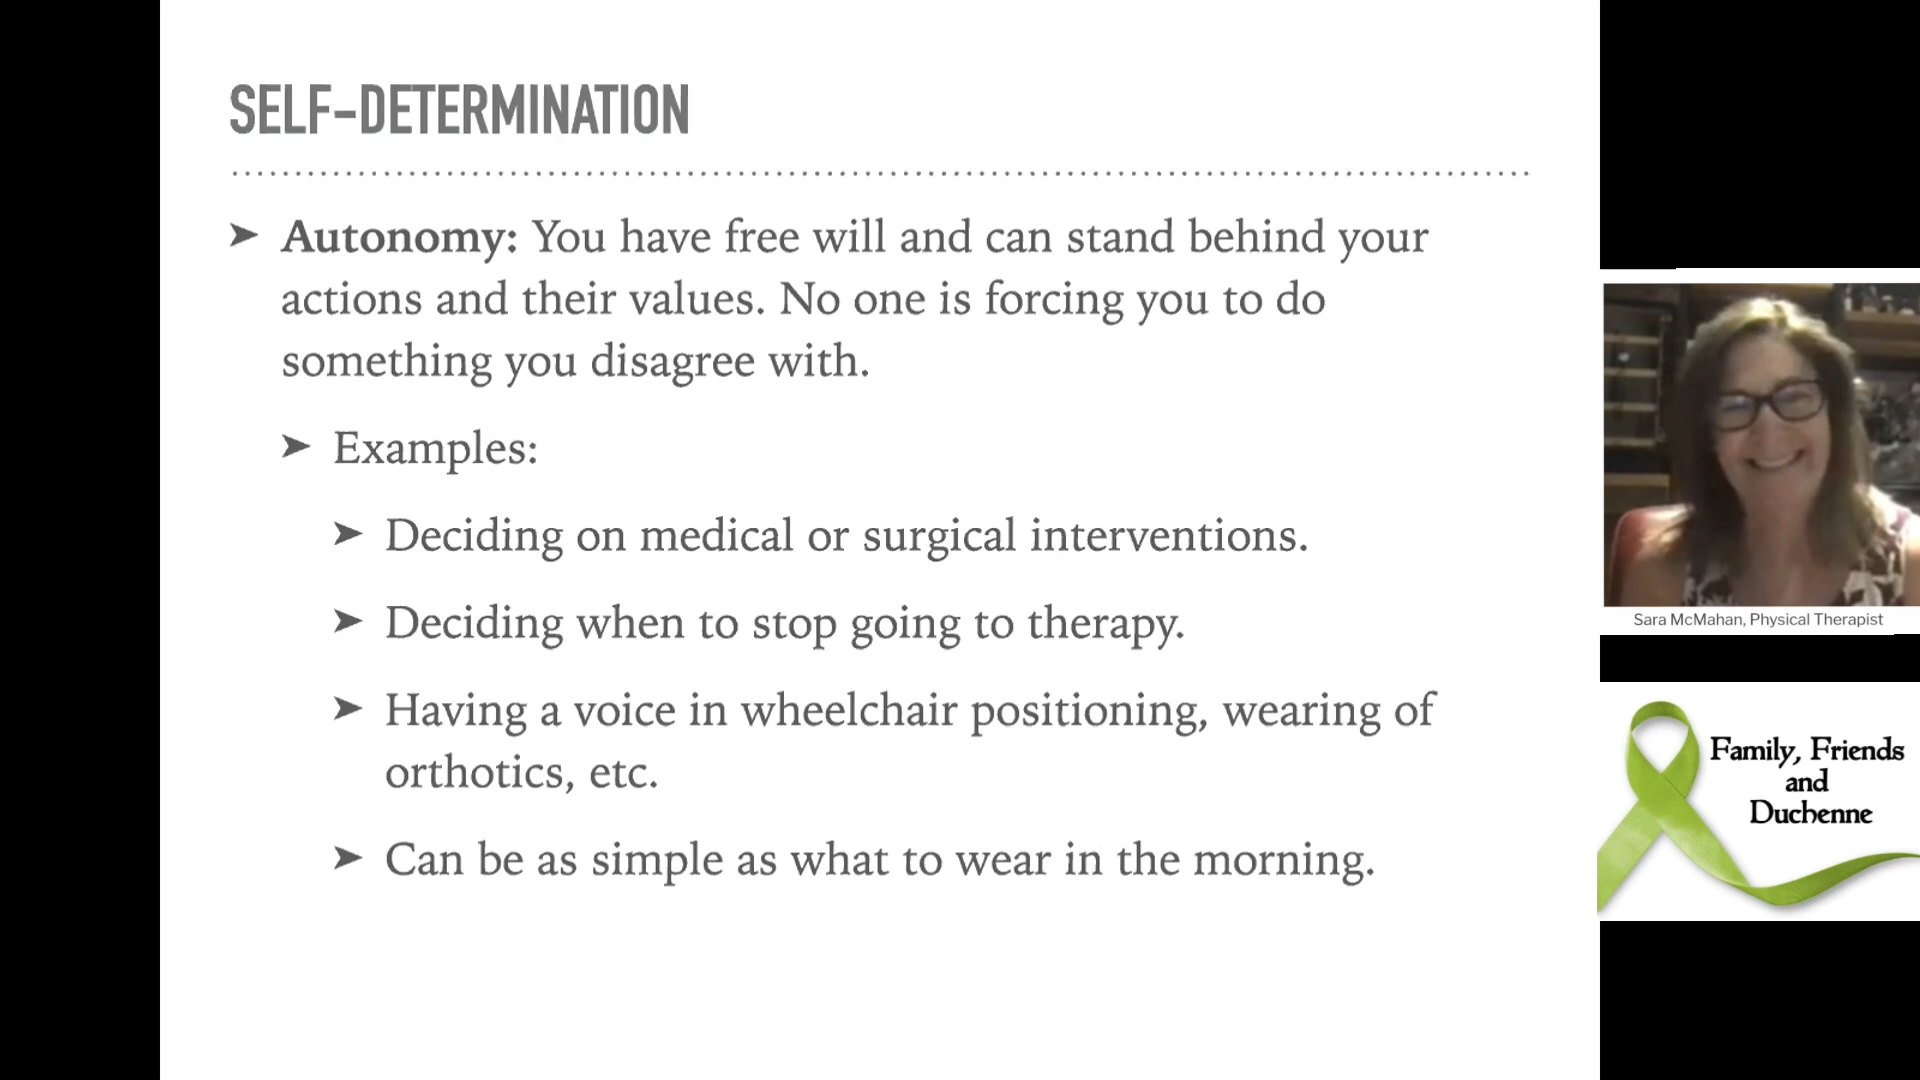 SELF-DETERMINATION
➤ Autonomy: You have free will and can stand behind your
actions and their values. No one is forcing you to do
something you disagree with.
➤ Examples:
➤ Deciding on medical or surgical interventions.
➤ Deciding when to stop going to therapy.
➤ Having a voice in wheelchair positioning, wearing of
orthotics, etc.
➤ Can be as simple as what to wear in the morning.
Sara McMahan, Physical Therapist
Family, Friends
and
Duchenne